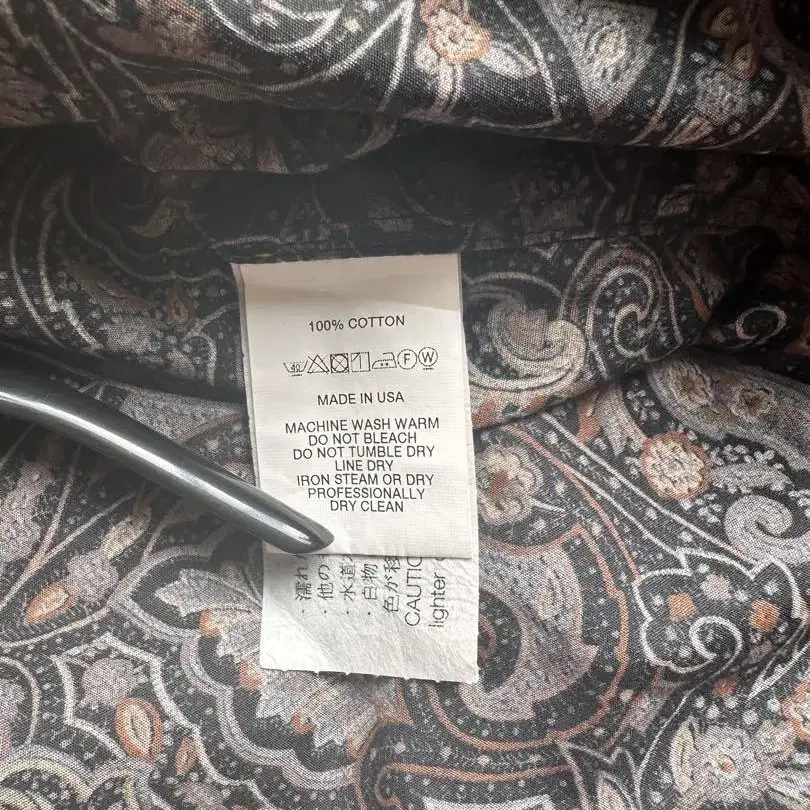 100% COTTON
F W
MADE IN USA
MACHINE WASH WARM
DO NOT BLEACH
DO NOT TUMBLE DRY
LINE DRY
IRON STEAM OR DRY
PROFESSIONALLY
DRY CLEAN
・濡れ
・他の
・水道
・白物
色が移
CAUTIO
lighter